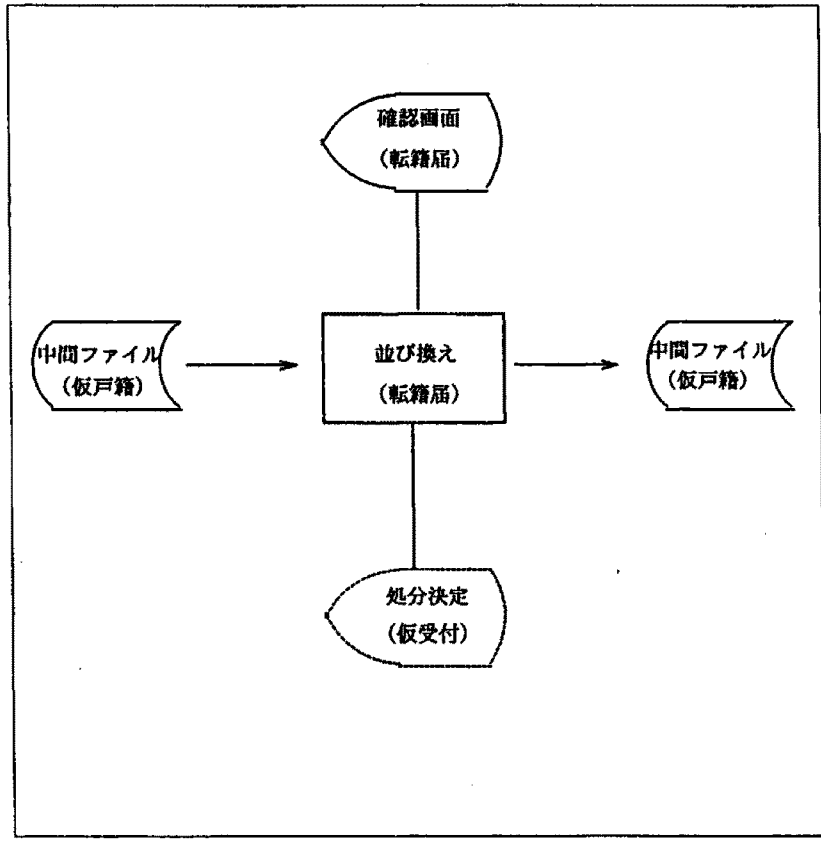 確認画面
(転籍届)
中間ファイル
(仮戸籍)
並び換え
(転籍届)
中間ファイル
(仮戸籍)
処分決定
(仮受付)